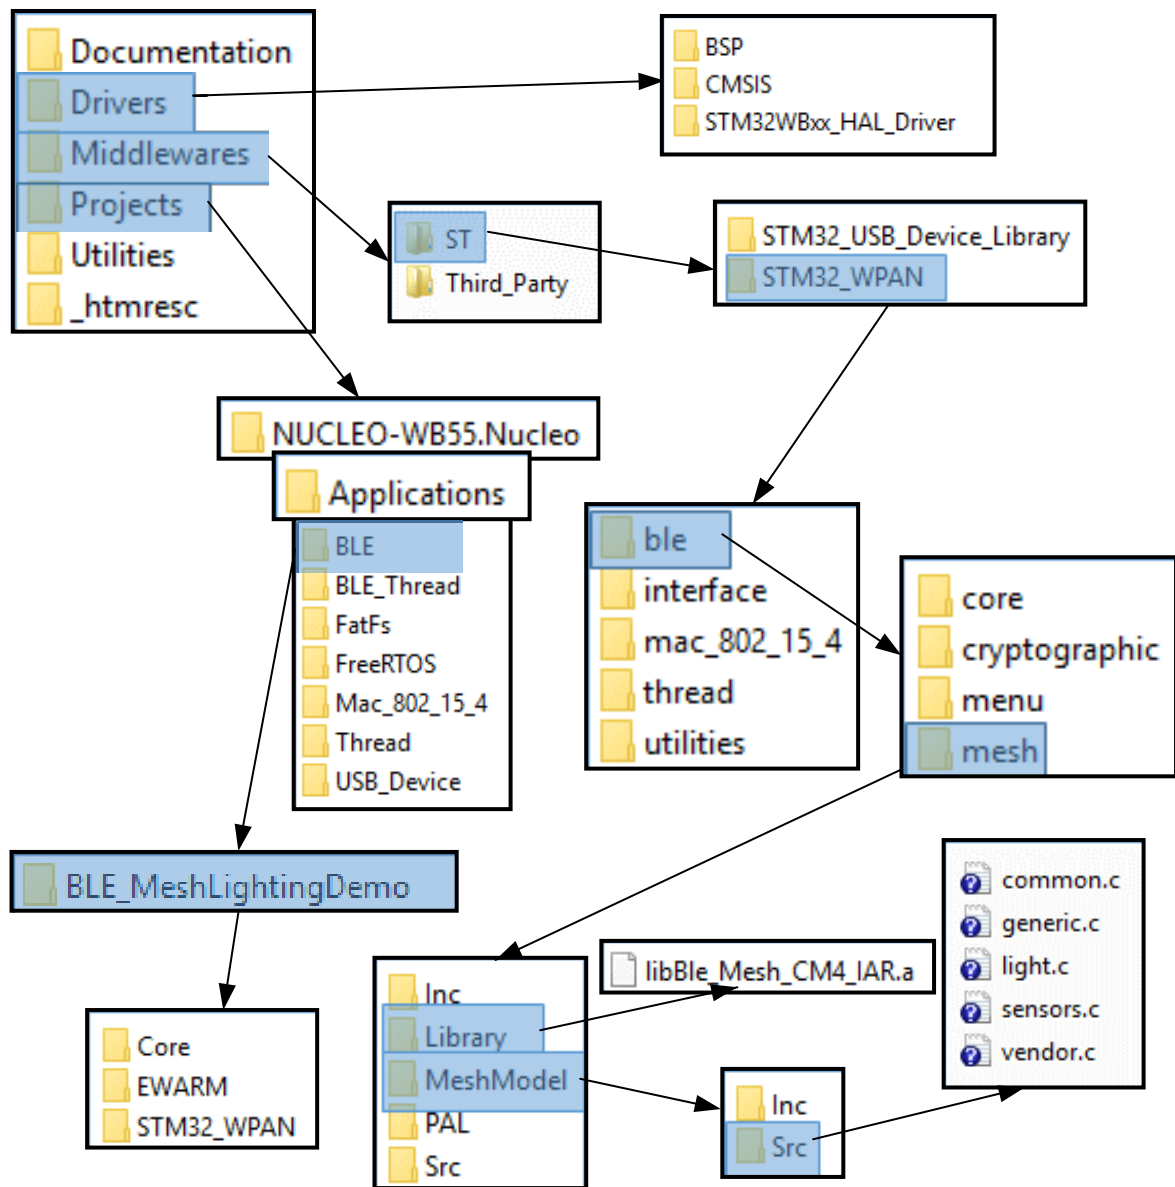 Documentation
Drivers
Middlewares
Projects
Utilities
_htmresc
BSP
CMSIS
STM32WBxx_HAL_Driver
ST
Third_Party
STM32_USB_Device_Library
STM32_WPAN
NUCLEO-WB55.Nucleo
Applications
BLE
BLE_Thread
FatFs
FreeRTOS
Mac_802_15_4
Thread
USB_Device
ble
interface
mac_802_15_4
thread
utilities
core
cryptographic
menu
mesh
BLE_MeshLightingDemo
Core
EWARM
STM32_WPAN
Inc
Library
MeshModel
PAL
Src
libBle_Mesh_CM4_IAR.a
Inc
Src
common.c
generic.c
light.c
sensors.c
vendor.c